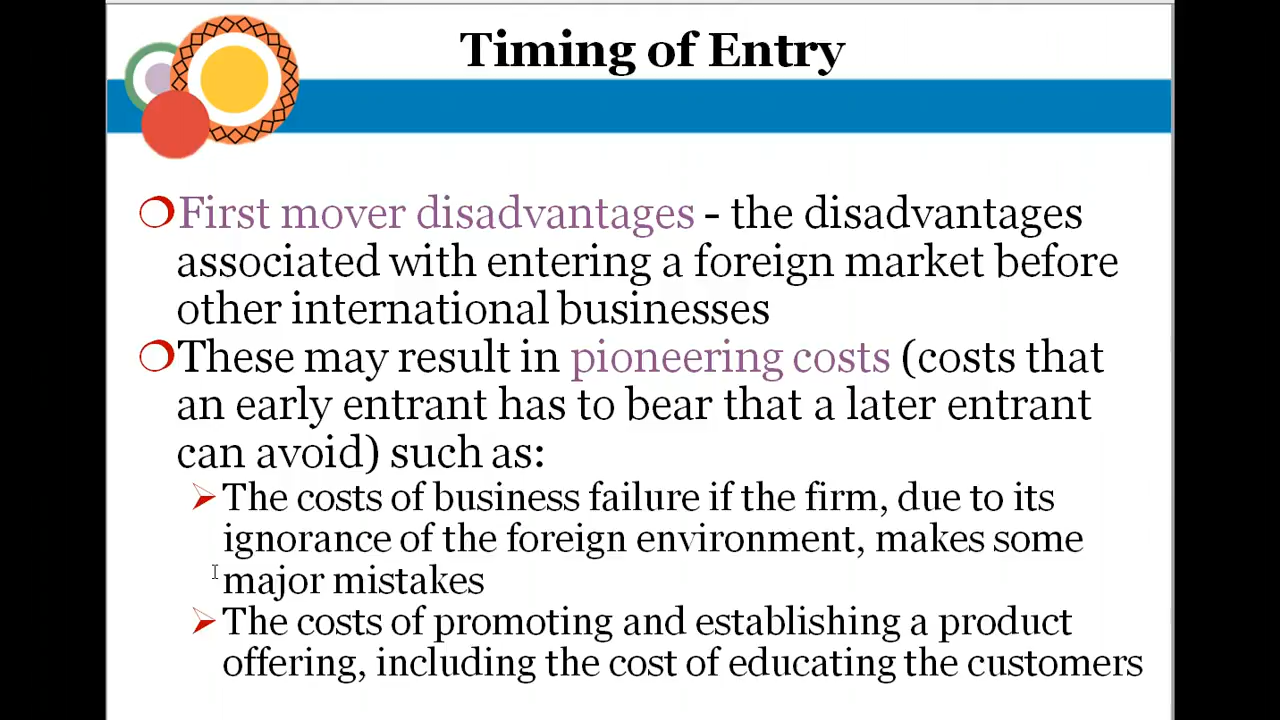 Timing of Entry
First mover disadvantages - the disadvantages
associated with entering a foreign market before
other international businesses
These may result in pioneering costs (costs that
an early entrant has to bear that a later entrant
can avoid) such as:
The costs of business failure if the firm, due to its
ignorance of the foreign environment, makes some
major mistakes
The costs of promoting and establishing a product
offering, including the cost of educating the customers